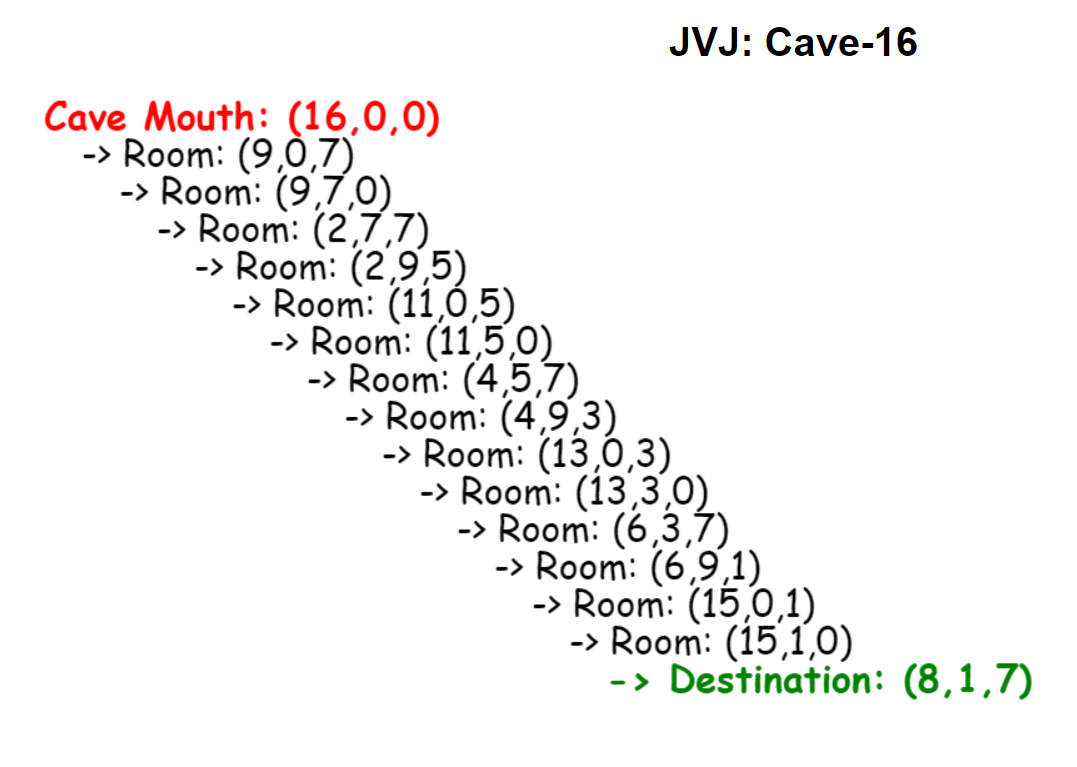 JVJ: Cave-16
Cave Mouth: (16,0,0)
-> Room: (9,0,7)
-> Room: (9,7,0)
-> Room: (2,7,7)
-> Room: (2,9,5)
-> Room: (11,0,5)
-> Room: (11,5,0)
-> Room: (4,5,7)
-> Room: (4,9,3)
-> Room: (13,0,3)
-> Room: (13,3,0)
-> Room: (6,3,7)
-> Room: (6,9,1)
-> Room: (15,0,1)
-> Room: (15,1,0)
-> Destination: (8,1,7)